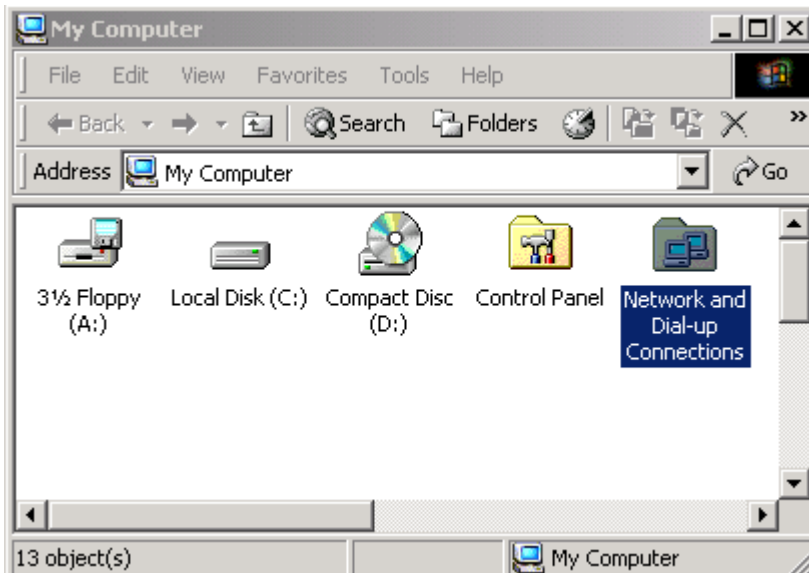 My Computer
File Edit View Favorites Tools Help
Back Search Folders »
Address My Computer Go
3½ Floppy (A:)
Local Disk (C:)
Compact Disc (D:)
Control Panel
Network and Dial-up Connections
13 object(s) My Computer